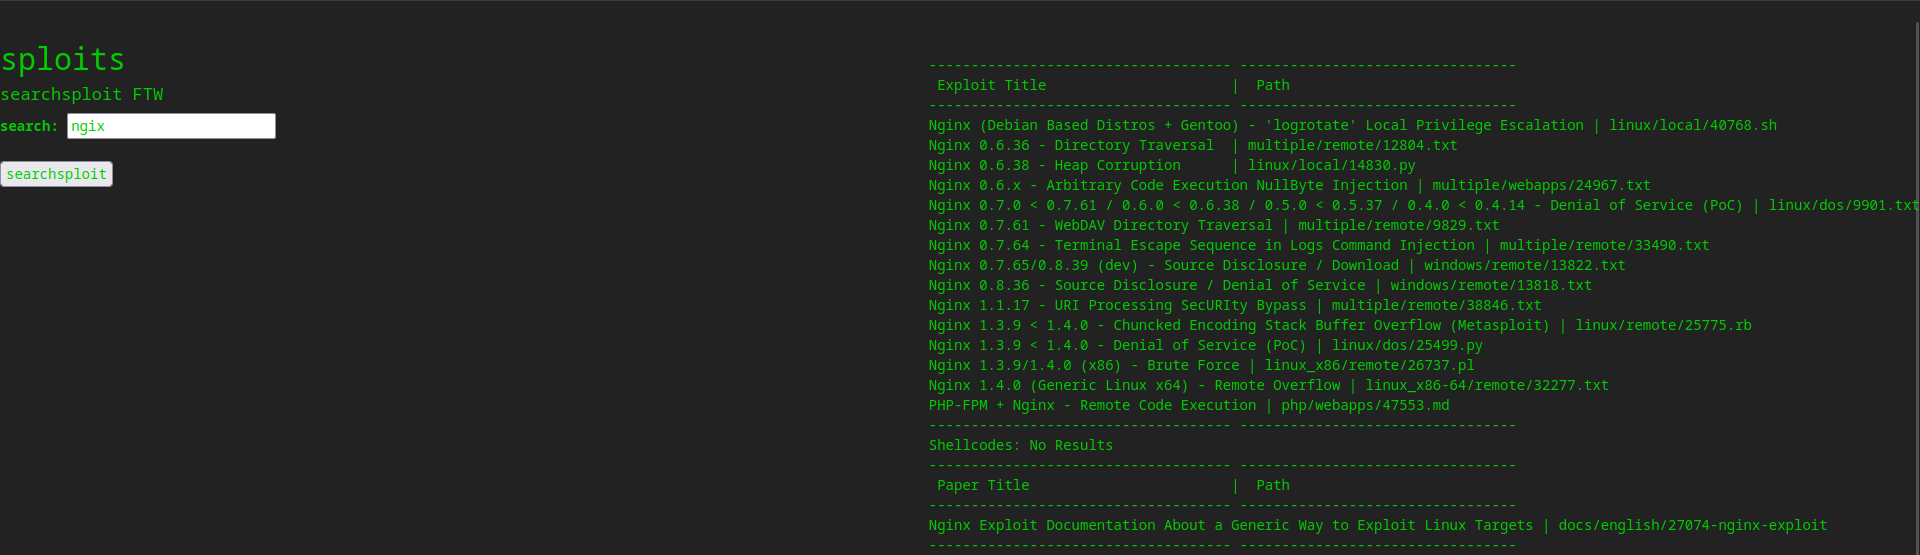 sploits
searchsploit FTW
search: ngix
searchsploit
------------------------------------ ---------------------------------
 Exploit Title                      |  Path
------------------------------------ ---------------------------------
Nginx (Debian Based Distros + Gentoo) - 'logrotate' Local Privilege Escalation | linux/local/40768.sh
Nginx 0.6.36 - Directory Traversal  | multiple/remote/12804.txt
Nginx 0.6.38 - Heap Corruption      | linux/local/14830.py
Nginx 0.6.x - Arbitrary Code Execution NullByte Injection | multiple/webapps/24967.txt
Nginx 0.7.0 < 0.7.61 / 0.6.0 < 0.6.38 / 0.5.0 < 0.5.37 / 0.4.0 < 0.4.14 - Denial of Service (PoC) | linux/dos/9901.txt
Nginx 0.7.61 - WebDAV Directory Traversal | multiple/remote/9829.txt
Nginx 0.7.64 - Terminal Escape Sequence in Logs Command Injection | multiple/remote/33490.txt
Nginx 0.7.65/0.8.39 (dev) - Source Disclosure / Download | windows/remote/13822.txt
Nginx 0.8.36 - Source Disclosure / Denial of Service | windows/remote/13818.txt
Nginx 1.1.17 - URI Processing SecURIty Bypass | multiple/remote/38846.txt
Nginx 1.3.9 < 1.4.0 - Chuncked Encoding Stack Buffer Overflow (Metasploit) | linux/remote/25775.rb
Nginx 1.3.9 < 1.4.0 - Denial of Service (PoC) | linux/dos/25499.py
Nginx 1.3.9/1.4.0 (x86) - Brute Force | linux_x86/remote/26737.pl
Nginx 1.4.0 (Generic Linux x64) - Remote Overflow | linux_x86-64/remote/32277.txt
PHP-FPM + Nginx - Remote Code Execution | php/webapps/47553.md
------------------------------------ ---------------------------------
Shellcodes: No Results
------------------------------------ ---------------------------------
 Paper Title                        |  Path
------------------------------------ ---------------------------------
Nginx Exploit Documentation About a Generic Way to Exploit Linux Targets | docs/english/27074-nginx-exploit
------------------------------------ ---------------------------------